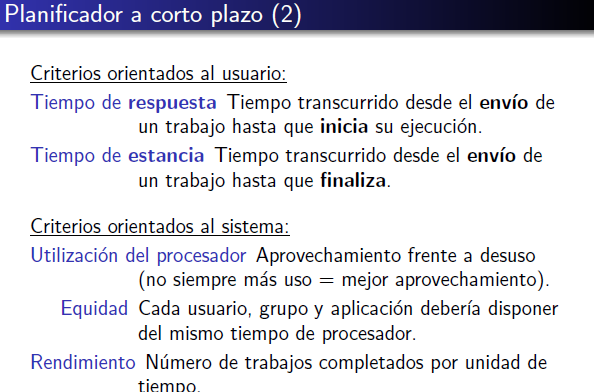 Planificador a corto plazo (2)
Criterios orientados al usuario:
Tiempo de respuesta Tiempo transcurrido desde el envío de
un trabajo hasta que inicia su ejecución.
Tiempo de estancia Tiempo transcurrido desde el envío de
un trabajo hasta que finaliza.
Criterios orientados al sistema:
Utilización del procesador Aprovechamiento frente a desuso
(no siempre más uso = mejor aprovechamiento).
Equidad Cada usuario, grupo y aplicación debería disponer
del mismo tiempo de procesador.
Rendimiento Número de trabajos completados por unidad de
tiempo.